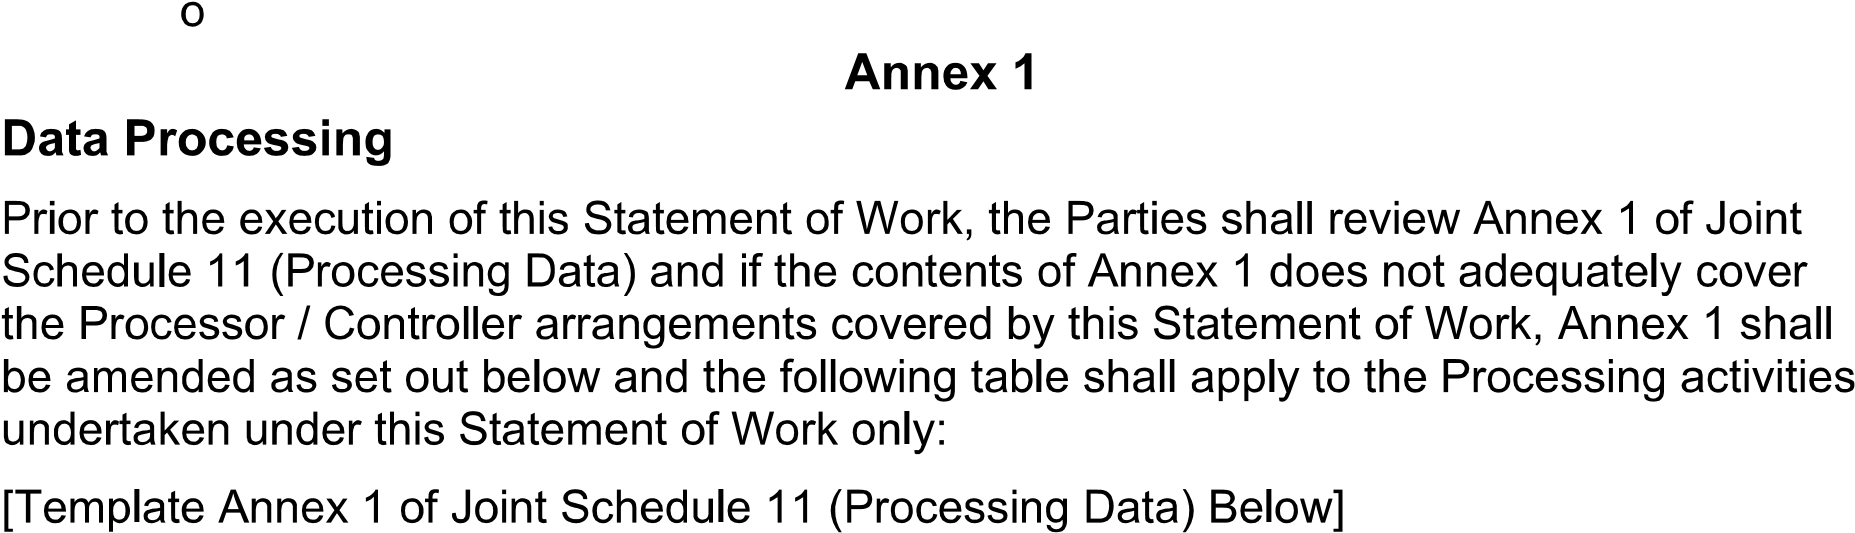 o
Annex 1
Data Processing
Prior to the execution of this Statement of Work, the Parties shall review Annex 1 of Joint
Schedule 11 (Processing Data) and if the contents of Annex 1 does not adequately cover
the Processor / Controller arrangements covered by this Statement of Work, Annex 1 shall
be amended as set out below and the following table shall apply to the Processing activities
undertaken under this Statement of Work only:
[Template Annex 1 of Joint Schedule 11 (Processing Data) Below]